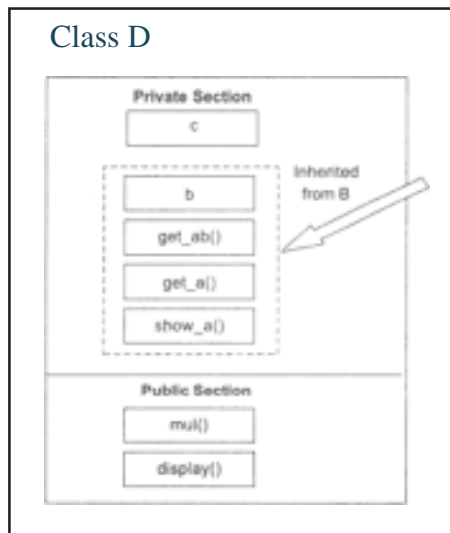 Class D
Private Section
c
Inherited
from B
b
get_ab()
get_a()
show_a()
Public Section
mul()
display()